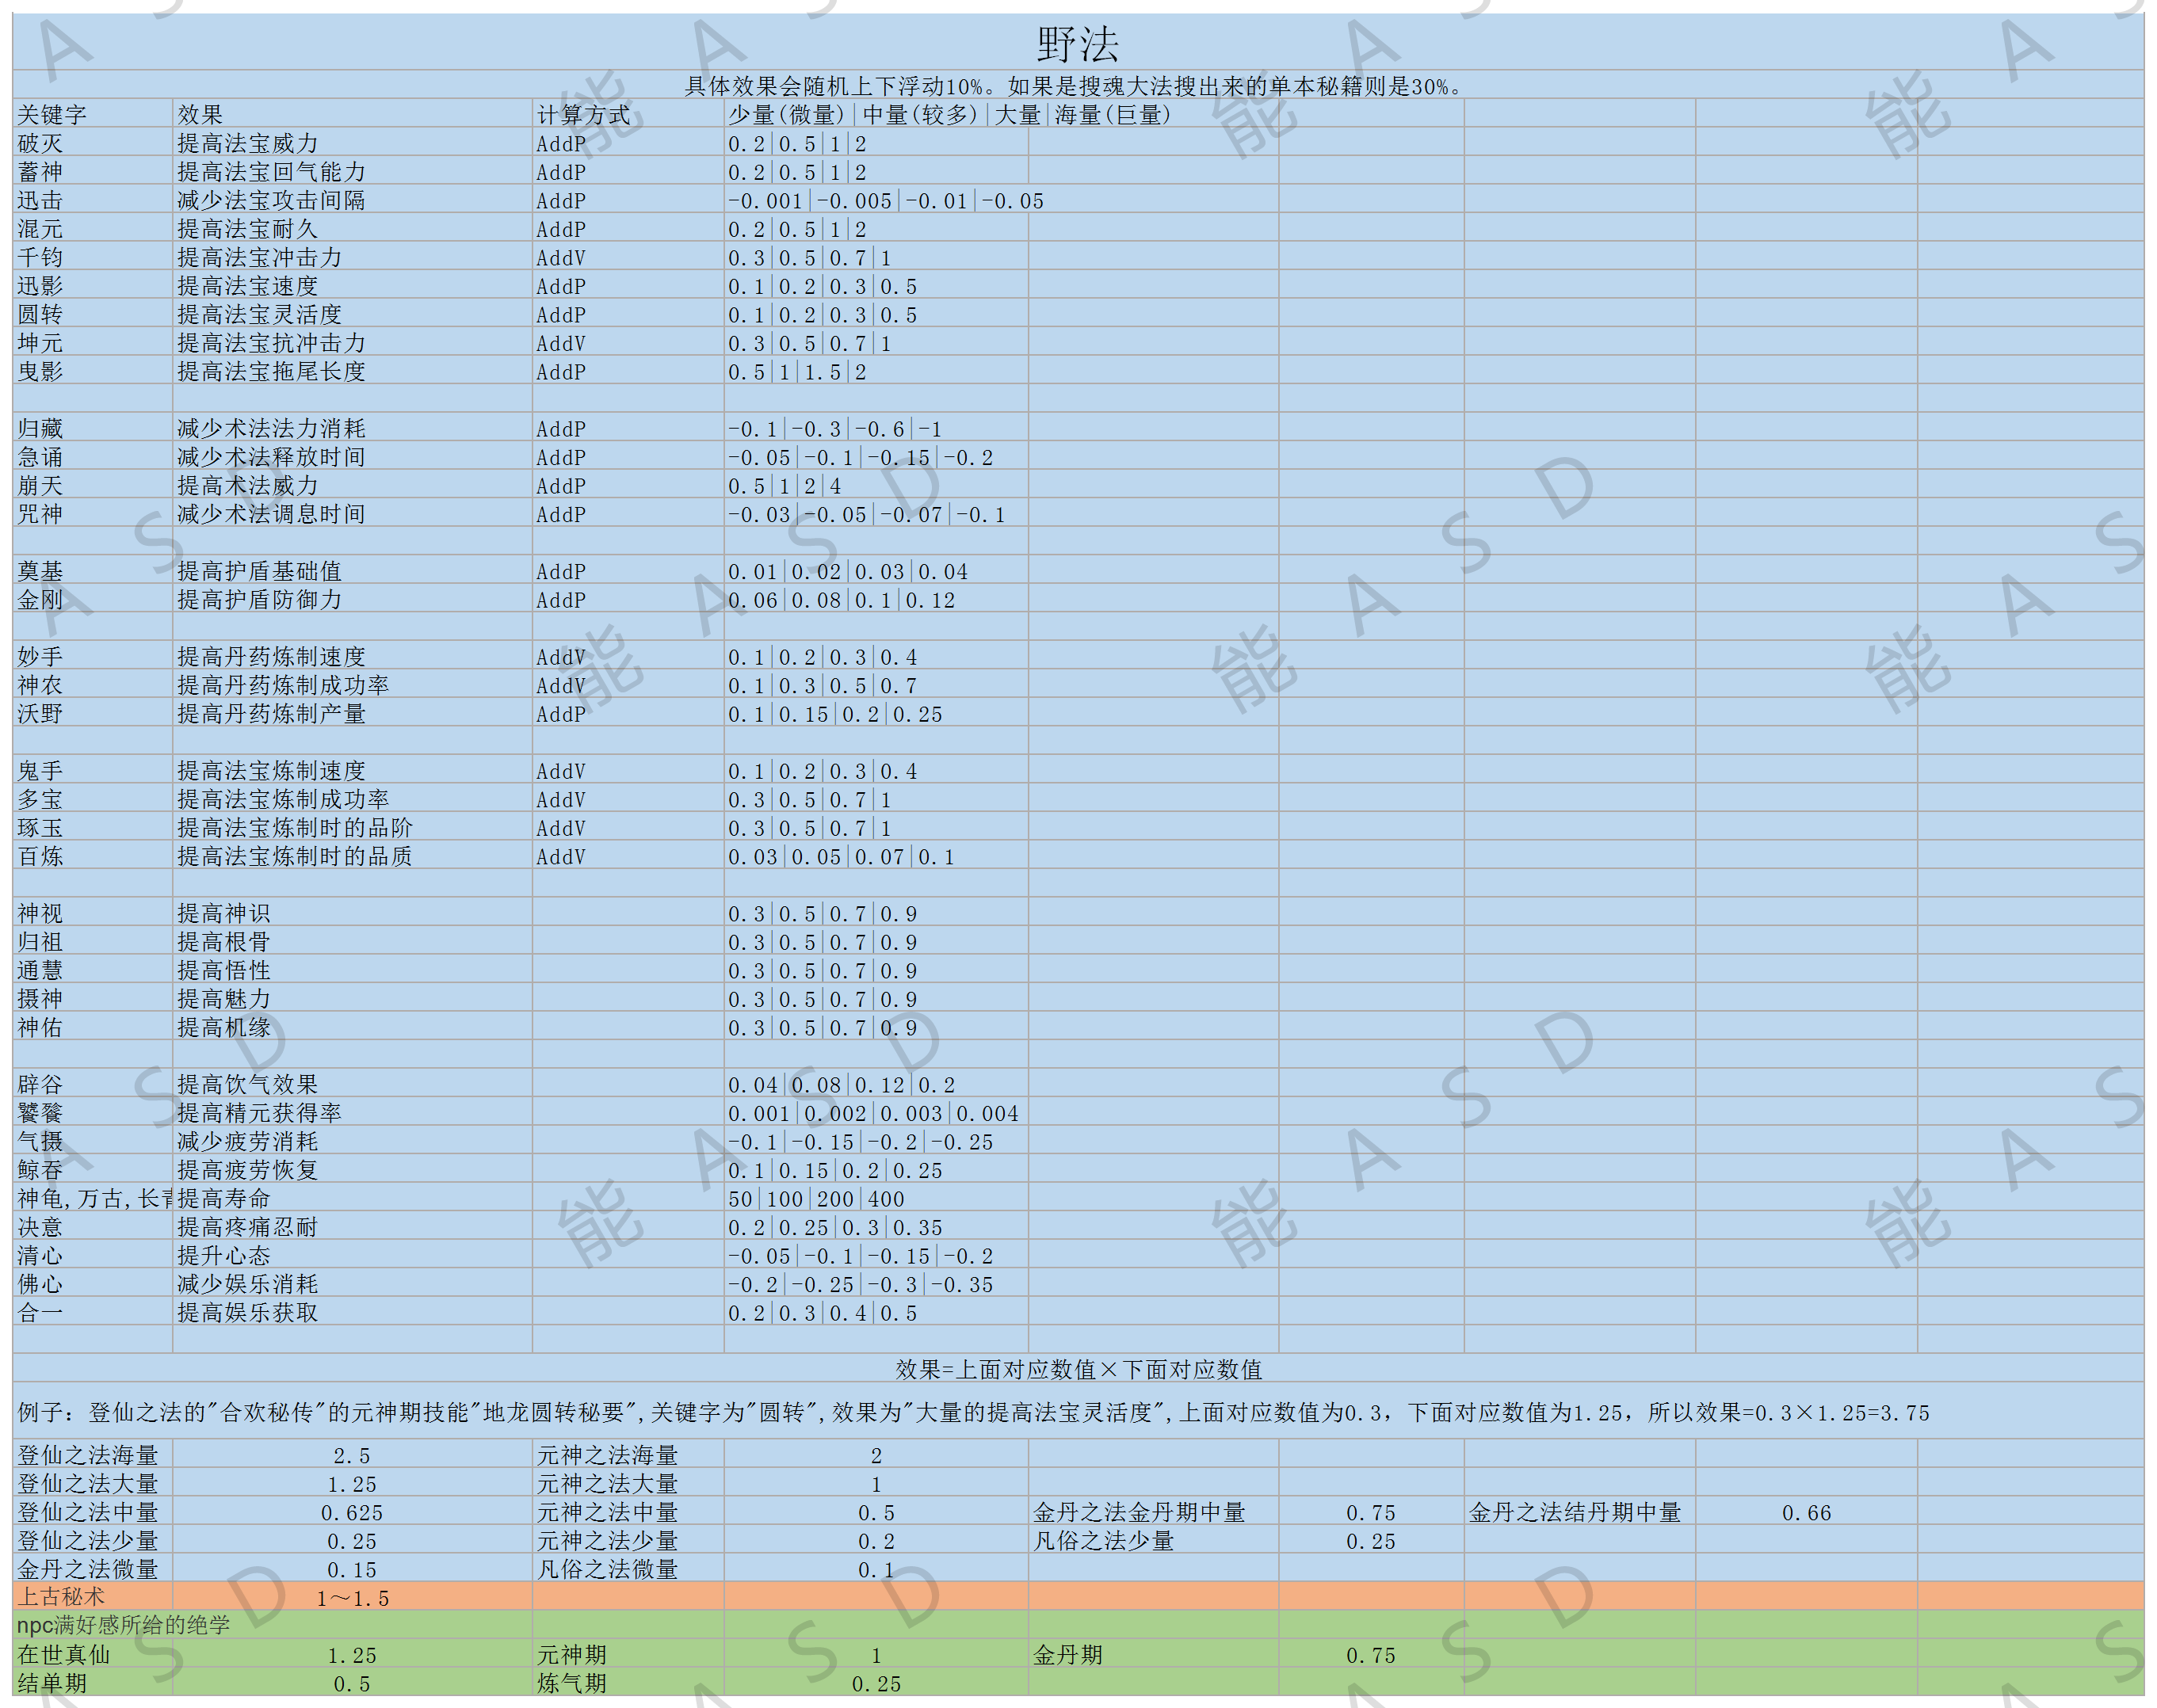 野法
具体效果会随机上下浮动10%。如果是搜魂大法搜出来的单本秘籍则是30%。
关键字 效果 计算方式 少量(微量)|中量(较多)|大量|海量(巨量)
破灭 提高法宝威力 AddP 0.2|0.5|1|2
蓄神 提高法宝回气能力 AddP 0.2|0.5|1|2
迅击 减少法宝攻击间隔 AddP -0.001|-0.005|-0.01|-0.05
混元 提高法宝耐久 AddP 0.2|0.5|1|2
千钧 提高法宝冲击力 AddV 0.3|0.5|0.7|1
迅影 提高法宝速度 AddP 0.1|0.2|0.3|0.5
圆转 提高法宝灵活度 AddP 0.1|0.2|0.3|0.5
坤元 提高法宝抗冲击力 AddV 0.3|0.5|0.7|1
曳影 提高法宝拖尾长度 AddP 0.5|1|1.5|2
归藏 减少术法法力消耗 AddP -0.1|-0.3|-0.6|-1
急诵 减少术法释放时间 AddP -0.05|-0.1|-0.15|-0.2
崩天 提高术法威力 AddP 0.5|1|2|4
咒神 减少术法调息时间 AddP -0.03|-0.05|-0.07|-0.1
奠基 提高护盾基础值 AddP 0.01|0.02|0.03|0.04
金刚 提高护盾防御力 AddP 0.06|0.08|0.1|0.12
妙手 提高丹药炼制速度 AddV 0.1|0.2|0.3|0.4
神农 提高丹药炼制成功率 AddV 0.1|0.3|0.5|0.7
沃野 提高丹药炼制产量 AddP 0.1|0.15|0.2|0.25
鬼手 提高法宝炼制速度 AddV 0.1|0.2|0.3|0.4
多宝 提高法宝炼制成功率 AddV 0.3|0.5|0.7|1
琢玉 提高法宝炼制时的品阶 AddV 0.3|0.5|0.7|1
百炼 提高法宝炼制时的品质 AddV 0.03|0.05|0.07|0.1
神视 提高神识 0.3|0.5|0.7|0.9
归祖 提高根骨 0.3|0.5|0.7|0.9
通慧 提高悟性 0.3|0.5|0.7|0.9
摄神 提高魅力 0.3|0.5|0.7|0.9
神佑 提高机缘 0.3|0.5|0.7|0.9
辟谷 提高饮气效果 0.04|0.08|0.12|0.2
饕餮 提高精元获得率 0.001|0.002|0.003|0.004
气摄 减少疲劳消耗 -0.1|-0.15|-0.2|-0.25
鲸吞 提高疲劳恢复 0.1|0.15|0.2|0.25
神龟,万古,长青 提高寿命 50|100|200|400
决意 提高疼痛忍耐 0.2|0.25|0.3|0.35
清心 提升心态 -0.05|-0.1|-0.15|-0.2
佛心 减少娱乐消耗 -0.2|-0.25|-0.3|-0.35
合一 提高娱乐获取 0.2|0.3|0.4|0.5
效果=上面对应数值×下面对应数值
例子：登仙之法的"合欢秘传"的元神期技能"地龙圆转秘要",关键字为"圆转",效果为"大量的提高法宝灵活度",上面对应数值为0.3，下面对应数值为1.25，所以效果=0.3×1.25=3.75
登仙之法海量 2.5 元神之法海量 2
登仙之法大量 1.25 元神之法大量 1
登仙之法中量 0.625 元神之法中量 0.5 金丹之法金丹期中量 0.75 金丹之法结丹期中量 0.66
登仙之法少量 0.25 元神之法少量 0.2 凡俗之法少量 0.25
金丹之法微量 0.15 凡俗之法微量 0.1
上古秘术 1～1.5
npc满好感所给的绝学
在世真仙 1.25 元神期 1 金丹期 0.75
结单期 0.5 炼气期 0.25